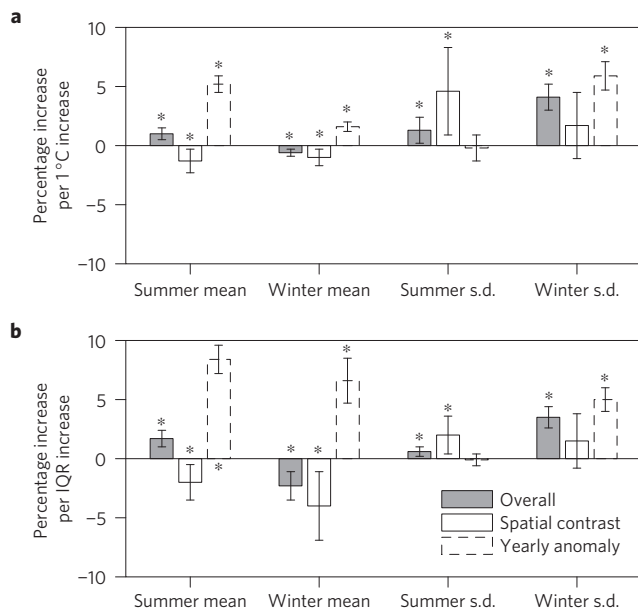 a
Percentage increase
per 1 °C increase
10
5
0
−5
−10
* * * * * * * * * *
Summer mean Winter mean Summer s.d. Winter s.d.
b
Percentage increase
per IQR increase
10
5
0
−5
−10
* * * * * * * * * *
Overall
Spatial contrast
Yearly anomaly
Summer mean Winter mean Summer s.d. Winter s.d.